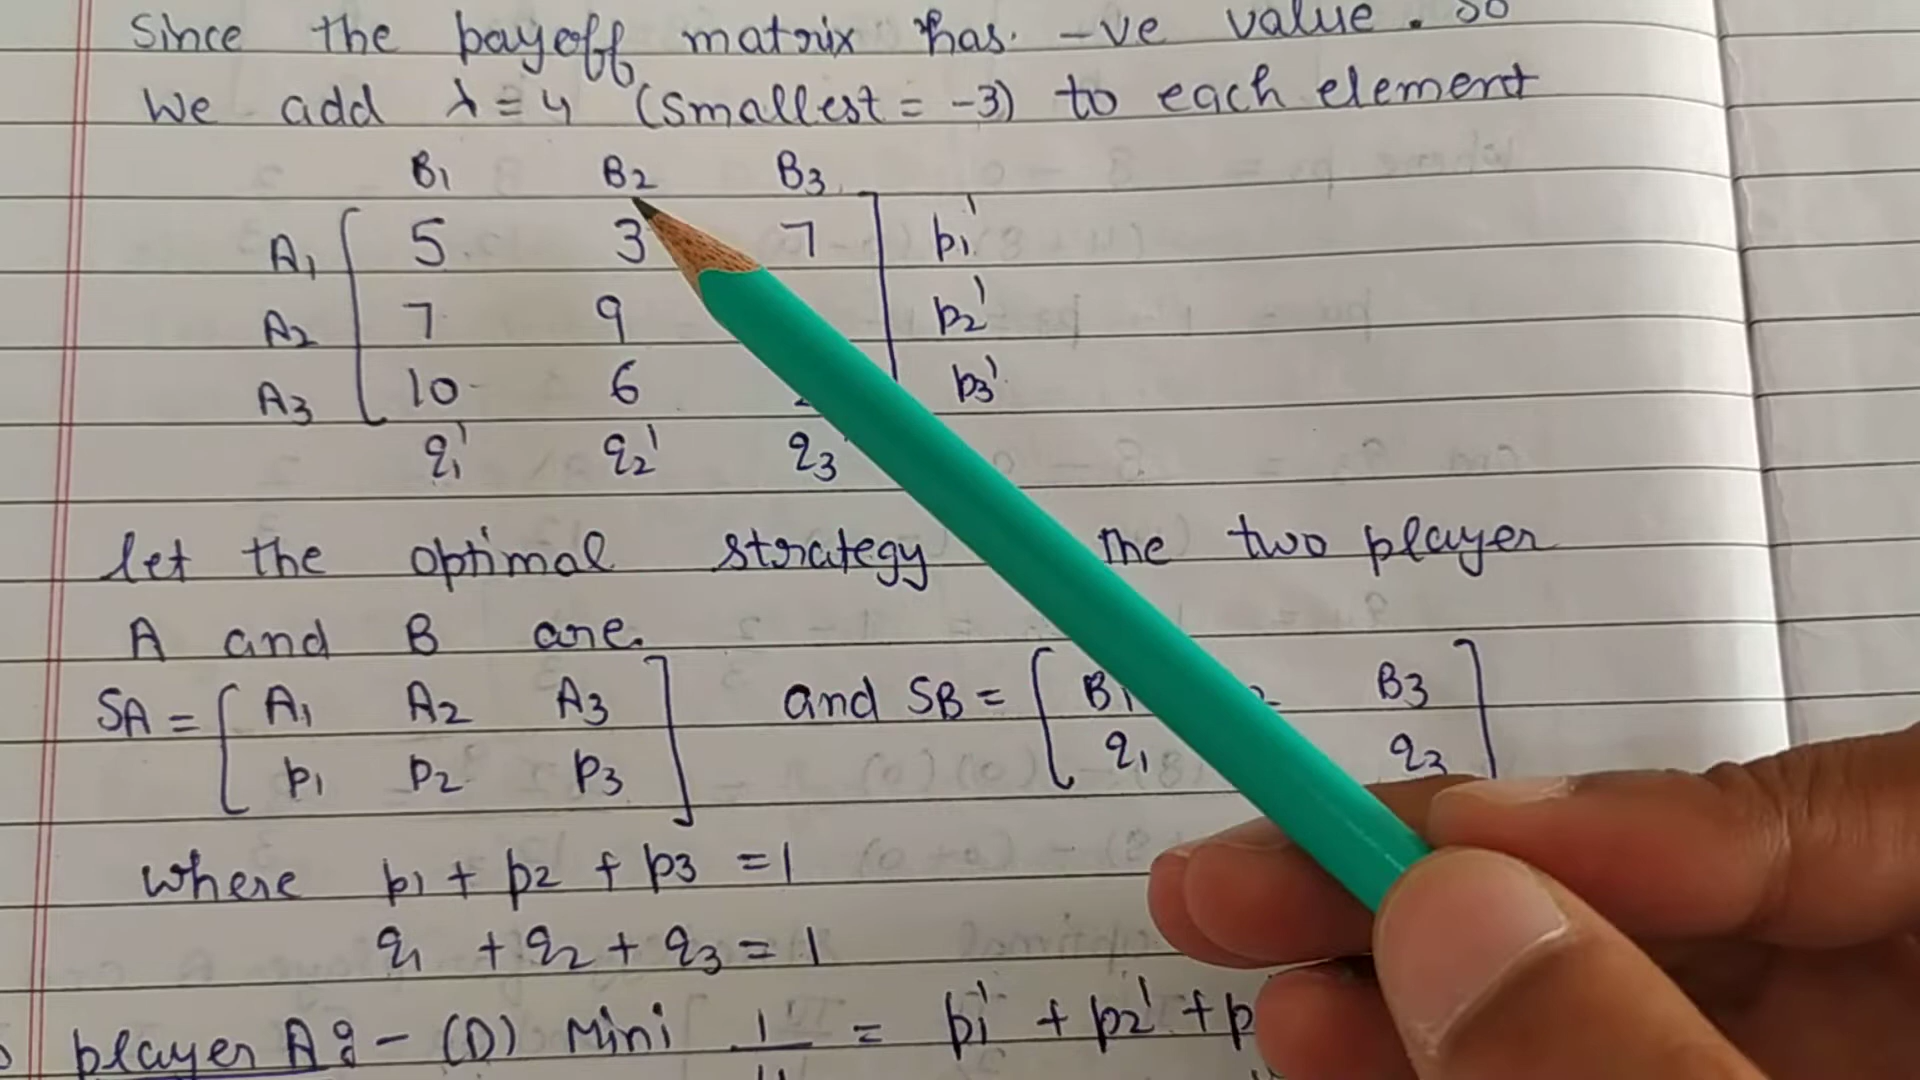 Since the payoff matrix has -ve value. So
We add λ = 4 (smallest = -3) to each element
B1 B2 B3
A1 5 3 7 p1'
A2 7 9 p2'
A3 10 6 p3'
q1' q2' q3
let the optimal strategy the two player
A and B are.
SA = [ A1 A2 A3 ] and SB = [ B1 B3 ]
p1 p2 p3 q1 q3
where p1 + p2 + p3 = 1
q1 + q2 + q3 = 1
player A :- (D) Mini 1 = p1' + p2' + p